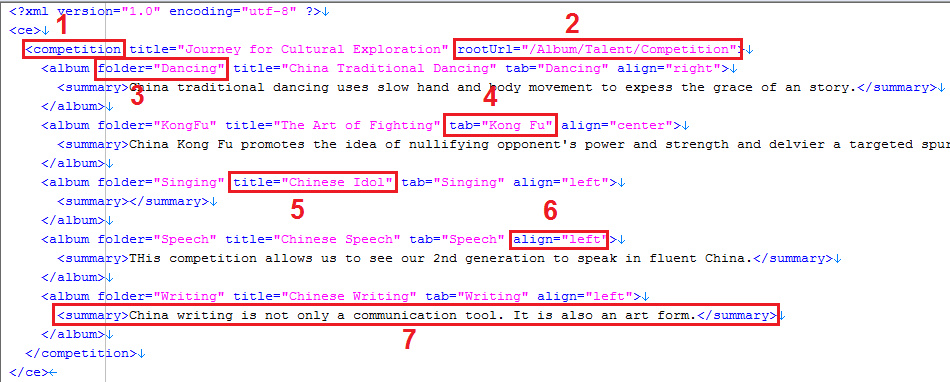 <?xml version="1.0" encoding="utf-8" ?>↓
1
2
<ce>↓
<competition title="Journey for Cultural Exploration" rootUrl="/Album/Talent/Competition">↓
<album folder="Dancing" title="China Traditional Dancing" tab="Dancing" align="right">↓
3
4
<summary>China traditional dancing uses slow hand and body movement to expess the grace of an story.</summary>↓
</album>↓
<album folder="KongFu" title="The Art of Fighting" tab="Kong Fu" align="center">↓
<summary>China Kong Fu promotes the idea of nullifying opponent's power and strength and delvier a targeted spur
</album>↓
<album folder="Singing" title="Chinese Idol" tab="Singing" align="left">↓
5
6
<summary></summary>↓
</album>↓
<album folder="Speech" title="Chinese Speech" tab="Speech" align="left">↓
<summary>THis competition allows us to see our 2nd generation to speak in fluent China.</summary>↓
</album>↓
<album folder="Writing" title="Chinese Writing" tab="Writing" align="left">↓
<summary>China writing is not only a communication tool. It is also an art form.</summary>↓
7
</album>↓
</competition>↓
</ce>←